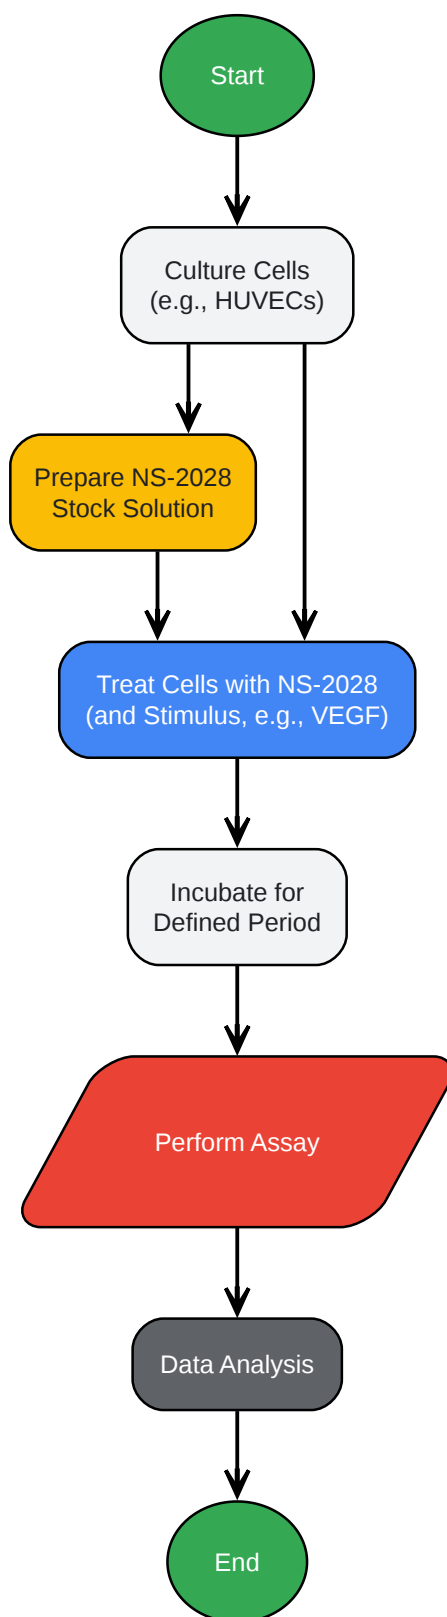 Start
Culture Cells
(e.g., HUVECs)
Prepare NS-2028
Stock Solution
Treat Cells with NS-2028
(and Stimulus, e.g., VEGF)
Incubate for
Defined Period
Perform Assay
Data Analysis
End